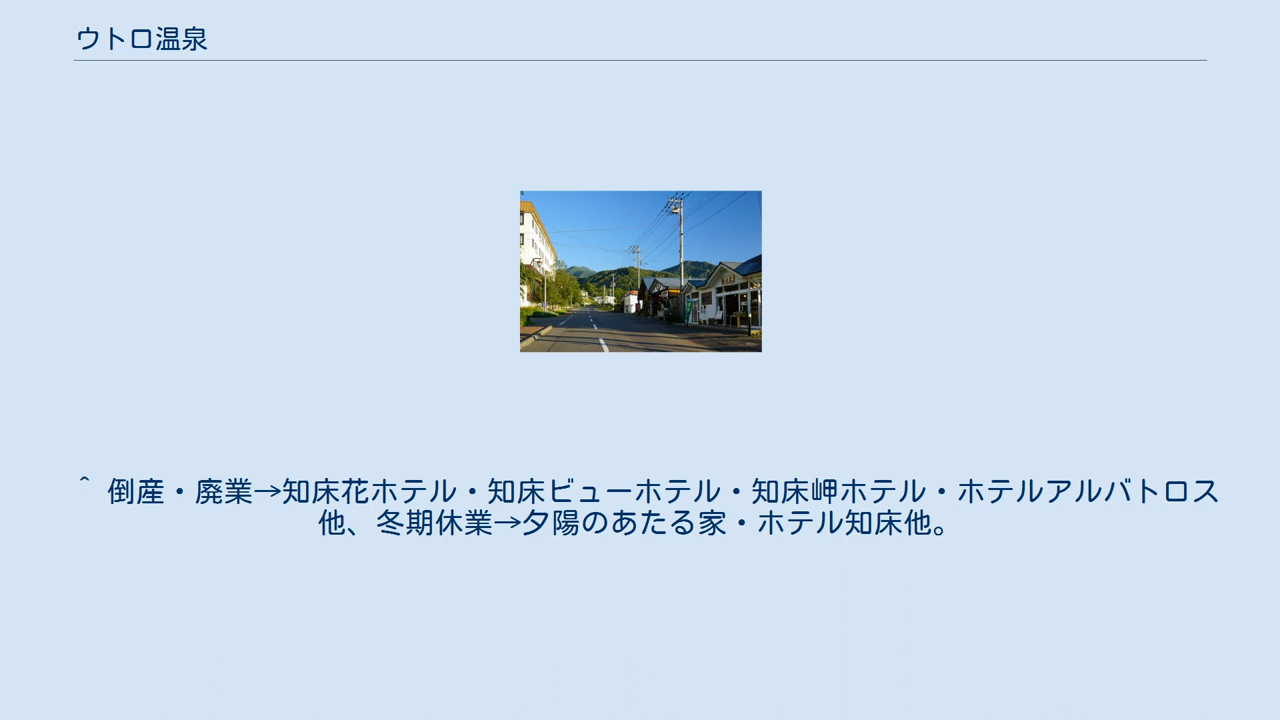 ウトロ温泉
^ 倒産・廃業→知床花ホテル・知床ビューホテル・知床岬ホテル・ホテルアルバトロス
他、冬期休業→夕陽のあたる家・ホテル知床他。